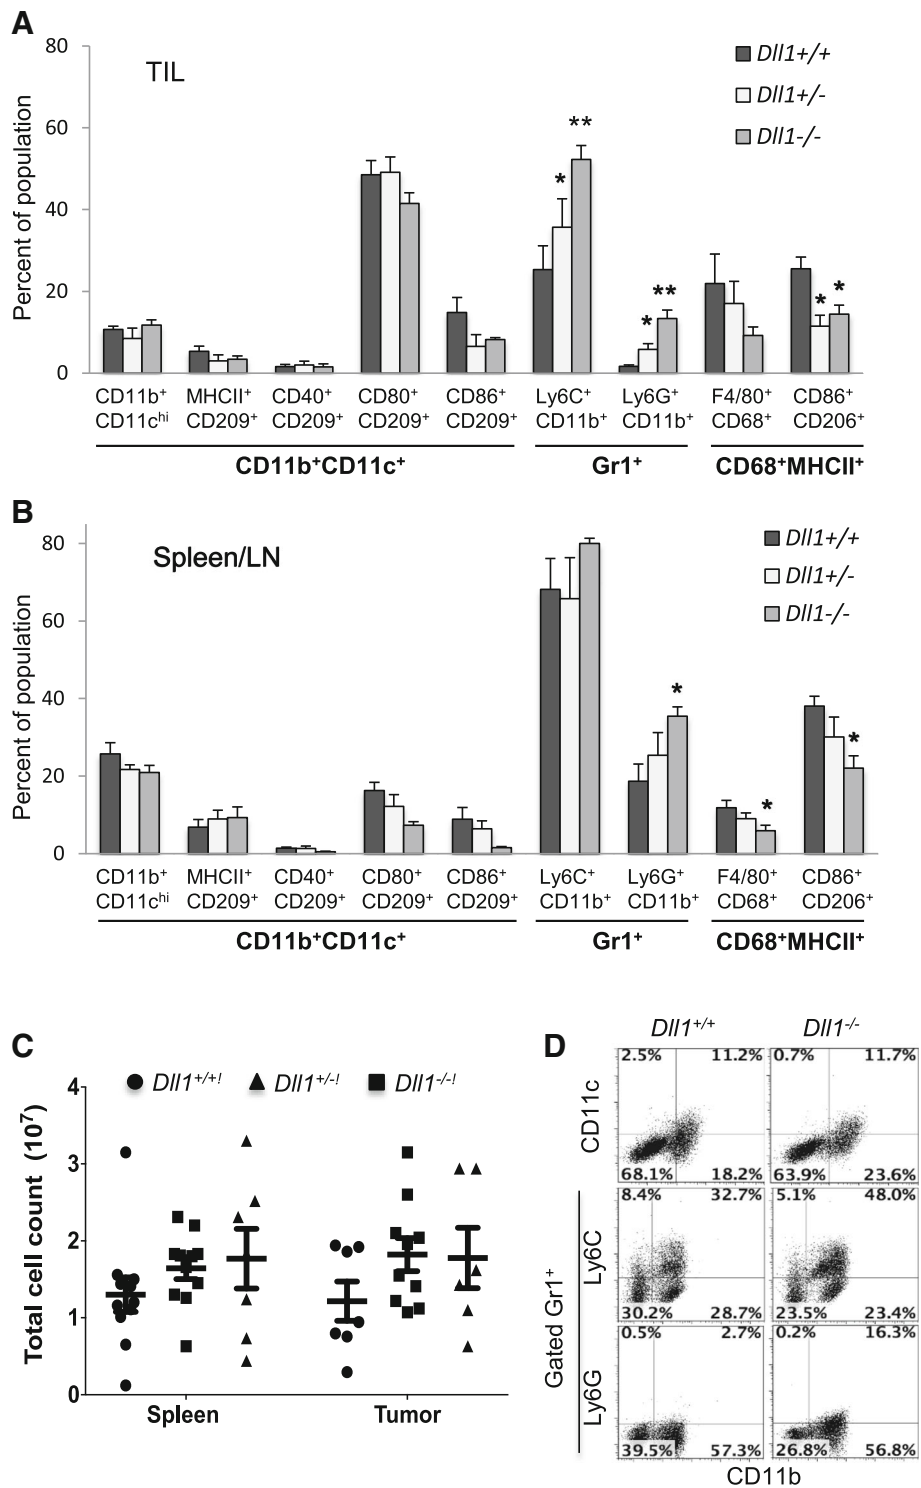 A
80
TIL
Dll1+/+
Dll1+/-
Dll1-/-
**
60
*
40
**
*
*
*
20
0
Percent of population
CD11b⁺ MHCII⁺ CD40⁺ CD80⁺ CD86⁺ Ly6C⁺ Ly6G⁺ F4/80⁺ CD86⁺
CD11cʰⁱ CD209⁺ CD209⁺ CD209⁺ CD209⁺ CD11b⁺ CD11b⁺ CD68⁺ CD206⁺
CD11b⁺CD11c⁺ Gr1⁺ CD68⁺MHCII⁺
B
80
Spleen/LN
Dll1+/+
Dll1+/-
Dll1-/-
60
40
*
*
20
*
0
Percent of population
CD11b⁺ MHCII⁺ CD40⁺ CD80⁺ CD86⁺ Ly6C⁺ Ly6G⁺ F4/80⁺ CD86⁺
CD11cʰⁱ CD209⁺ CD209⁺ CD209⁺ CD209⁺ CD11b⁺ CD11b⁺ CD68⁺ CD206⁺
CD11b⁺CD11c⁺ Gr1⁺ CD68⁺MHCII⁺
C
Dll1⁺/⁺! Dll1⁺/⁻! Dll1⁻/⁻!
4
3
2
1
0
Total cell count (10⁷)
Spleen Tumor
D
Dll1⁺/⁺ Dll1⁻/⁻
2.5% 11.2% 0.7% 11.7%
CD11c
68.1% 18.2% 63.9% 23.6%
8.4% 32.7% 5.1% 48.0%
Ly6C
30.2% 28.7% 23.5% 23.4%
Gated Gr1⁺
0.5% 2.7% 0.2% 16.3%
Ly6G
39.5% 57.3% 26.8% 56.8%
CD11b